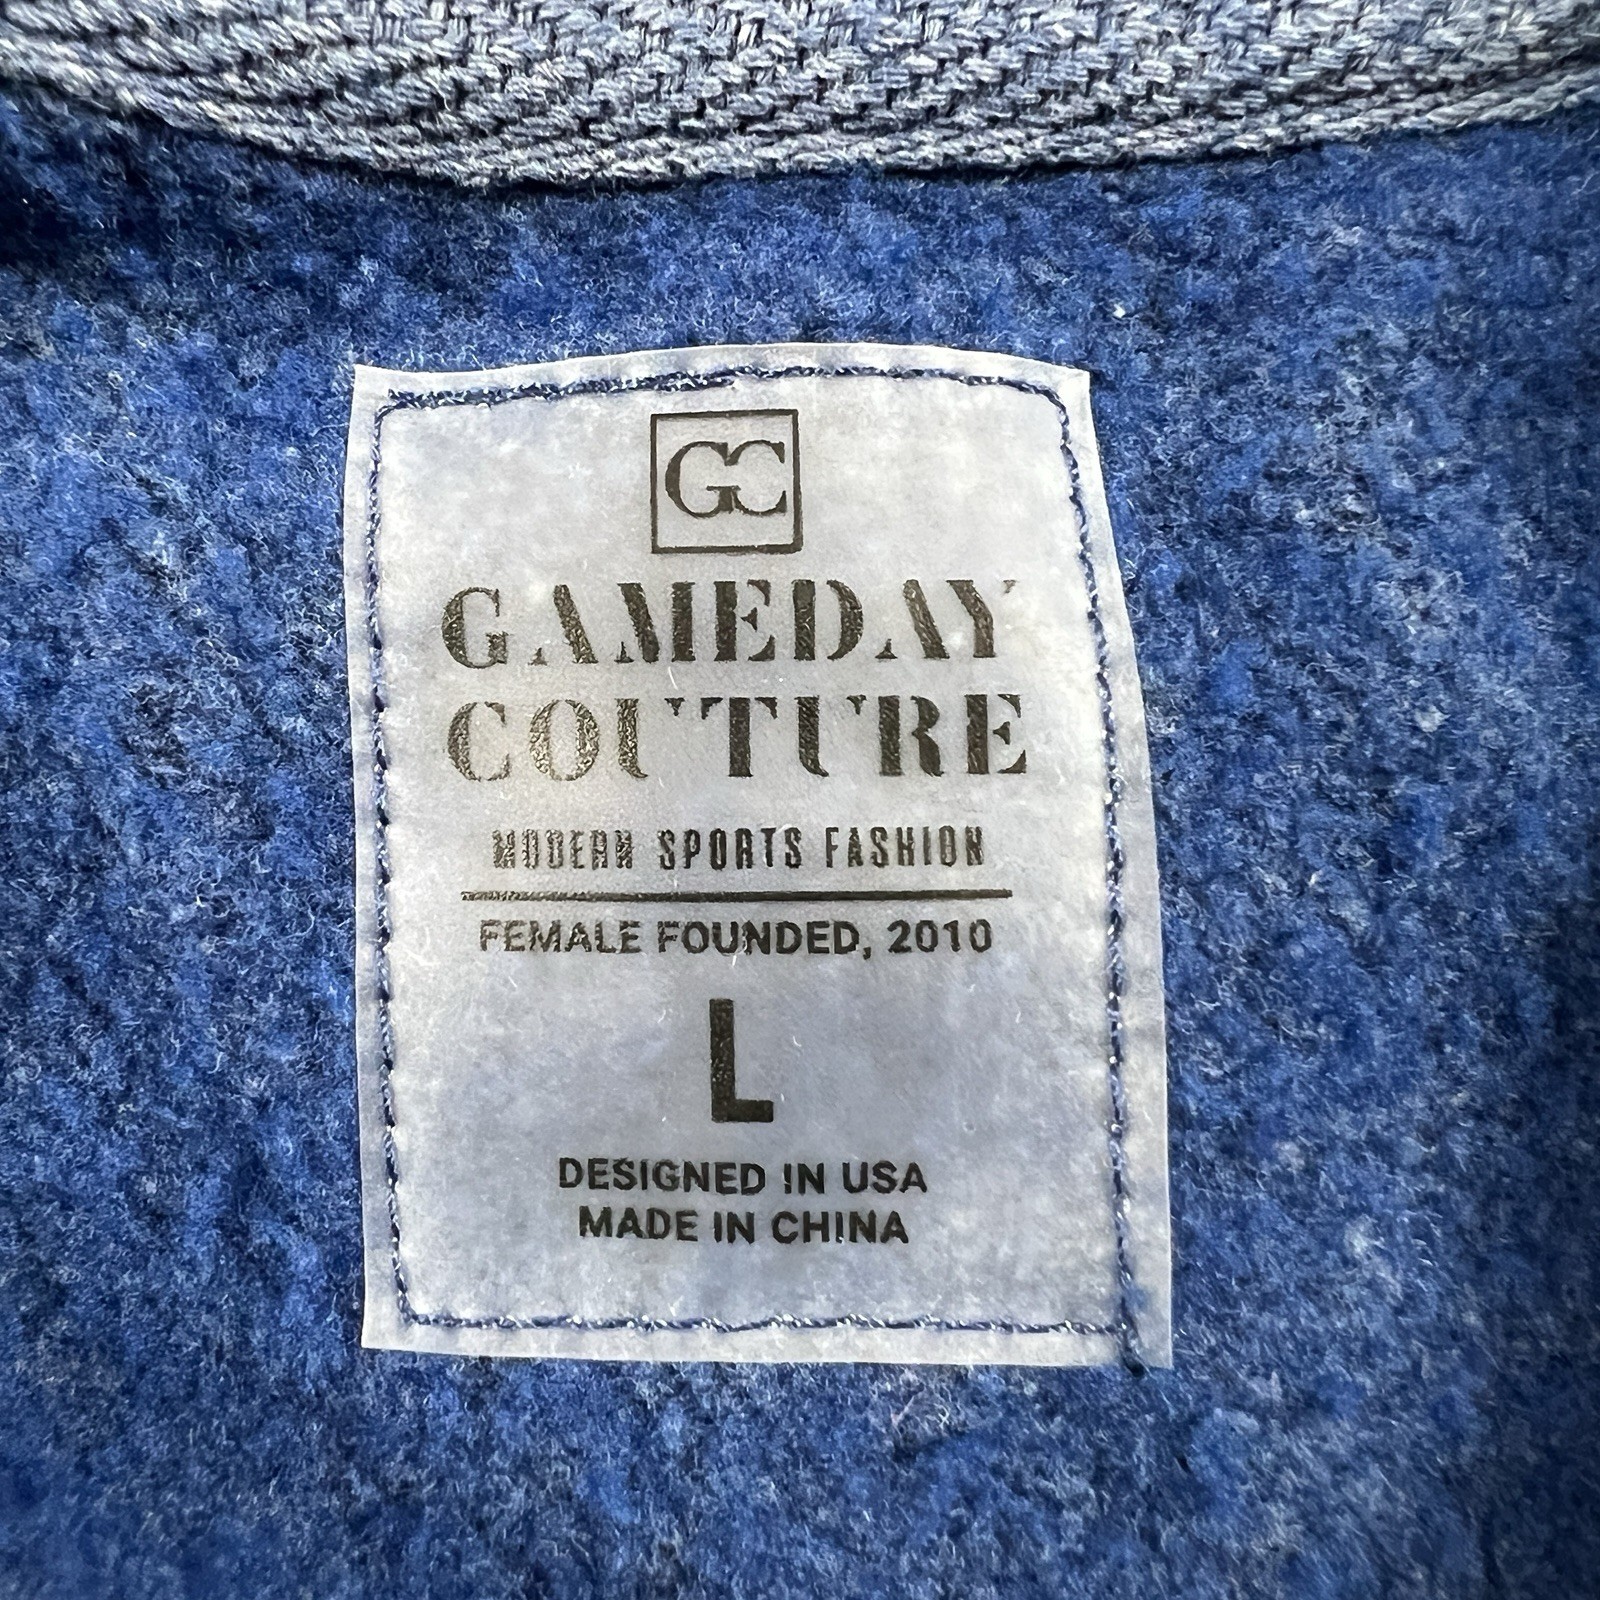 GC
GAMEDAY
COUTURE
MODERN SPORTS FASHION
FEMALE FOUNDED, 2010
L
DESIGNED IN USA
MADE IN CHINA